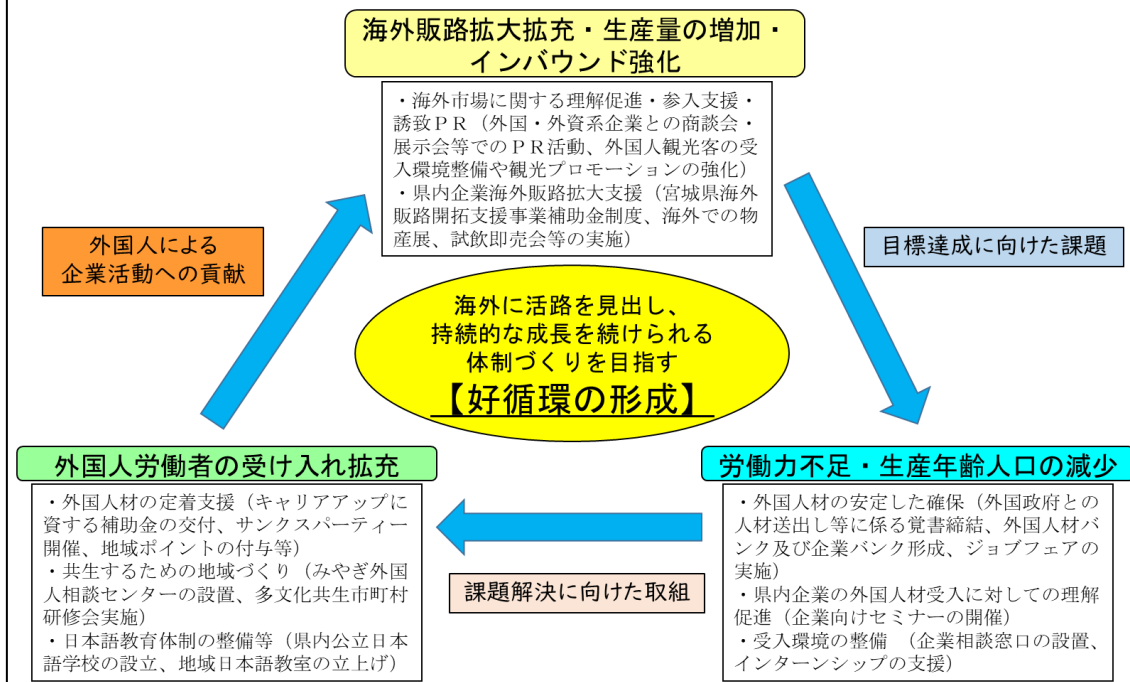 海外販路拡大拡充・生産量の増加・
インバウンド強化
・海外市場に関する理解促進・参入支援・
誘致ＰＲ（外国・外資系企業との商談会・
展示会等でのＰＲ活動、外国人観光客の受
入環境整備や観光プロモーションの強化）
・県内企業海外販路拡大支援（宮城県海外
販路開拓支援事業補助金制度、海外での物
産展、試飲即売会等の実施）
外国人による
企業活動への貢献
目標達成に向けた課題
海外に活路を見出し、
持続的な成長を続けられる
体制づくりを目指す
【好循環の形成】
外国人労働者の受け入れ拡充
・外国人材の定着支援（キャリアアップに
資する補助金の交付、サンクスパーティー
開催、地域ポイントの付与等）
・共生するための地域づくり（みやぎ外国
人相談センターの設置、多文化共生市町村
研修会実施）
・日本語教育体制の整備等（県内公立日本
語学校の設立、地域日本語教室の立上げ）
課題解決に向けた取組
労働力不足・生産年齢人口の減少
・外国人材の安定した確保（外国政府との
人材送出し等に係る覚書締結、外国人材バ
ンク及び企業バンク形成、ジョブフェアの
実施）
・県内企業の外国人材受入に対しての理解
促進（企業向けセミナーの開催）
・受入環境の整備　（企業相談窓口の設置、
インターンシップの支援）